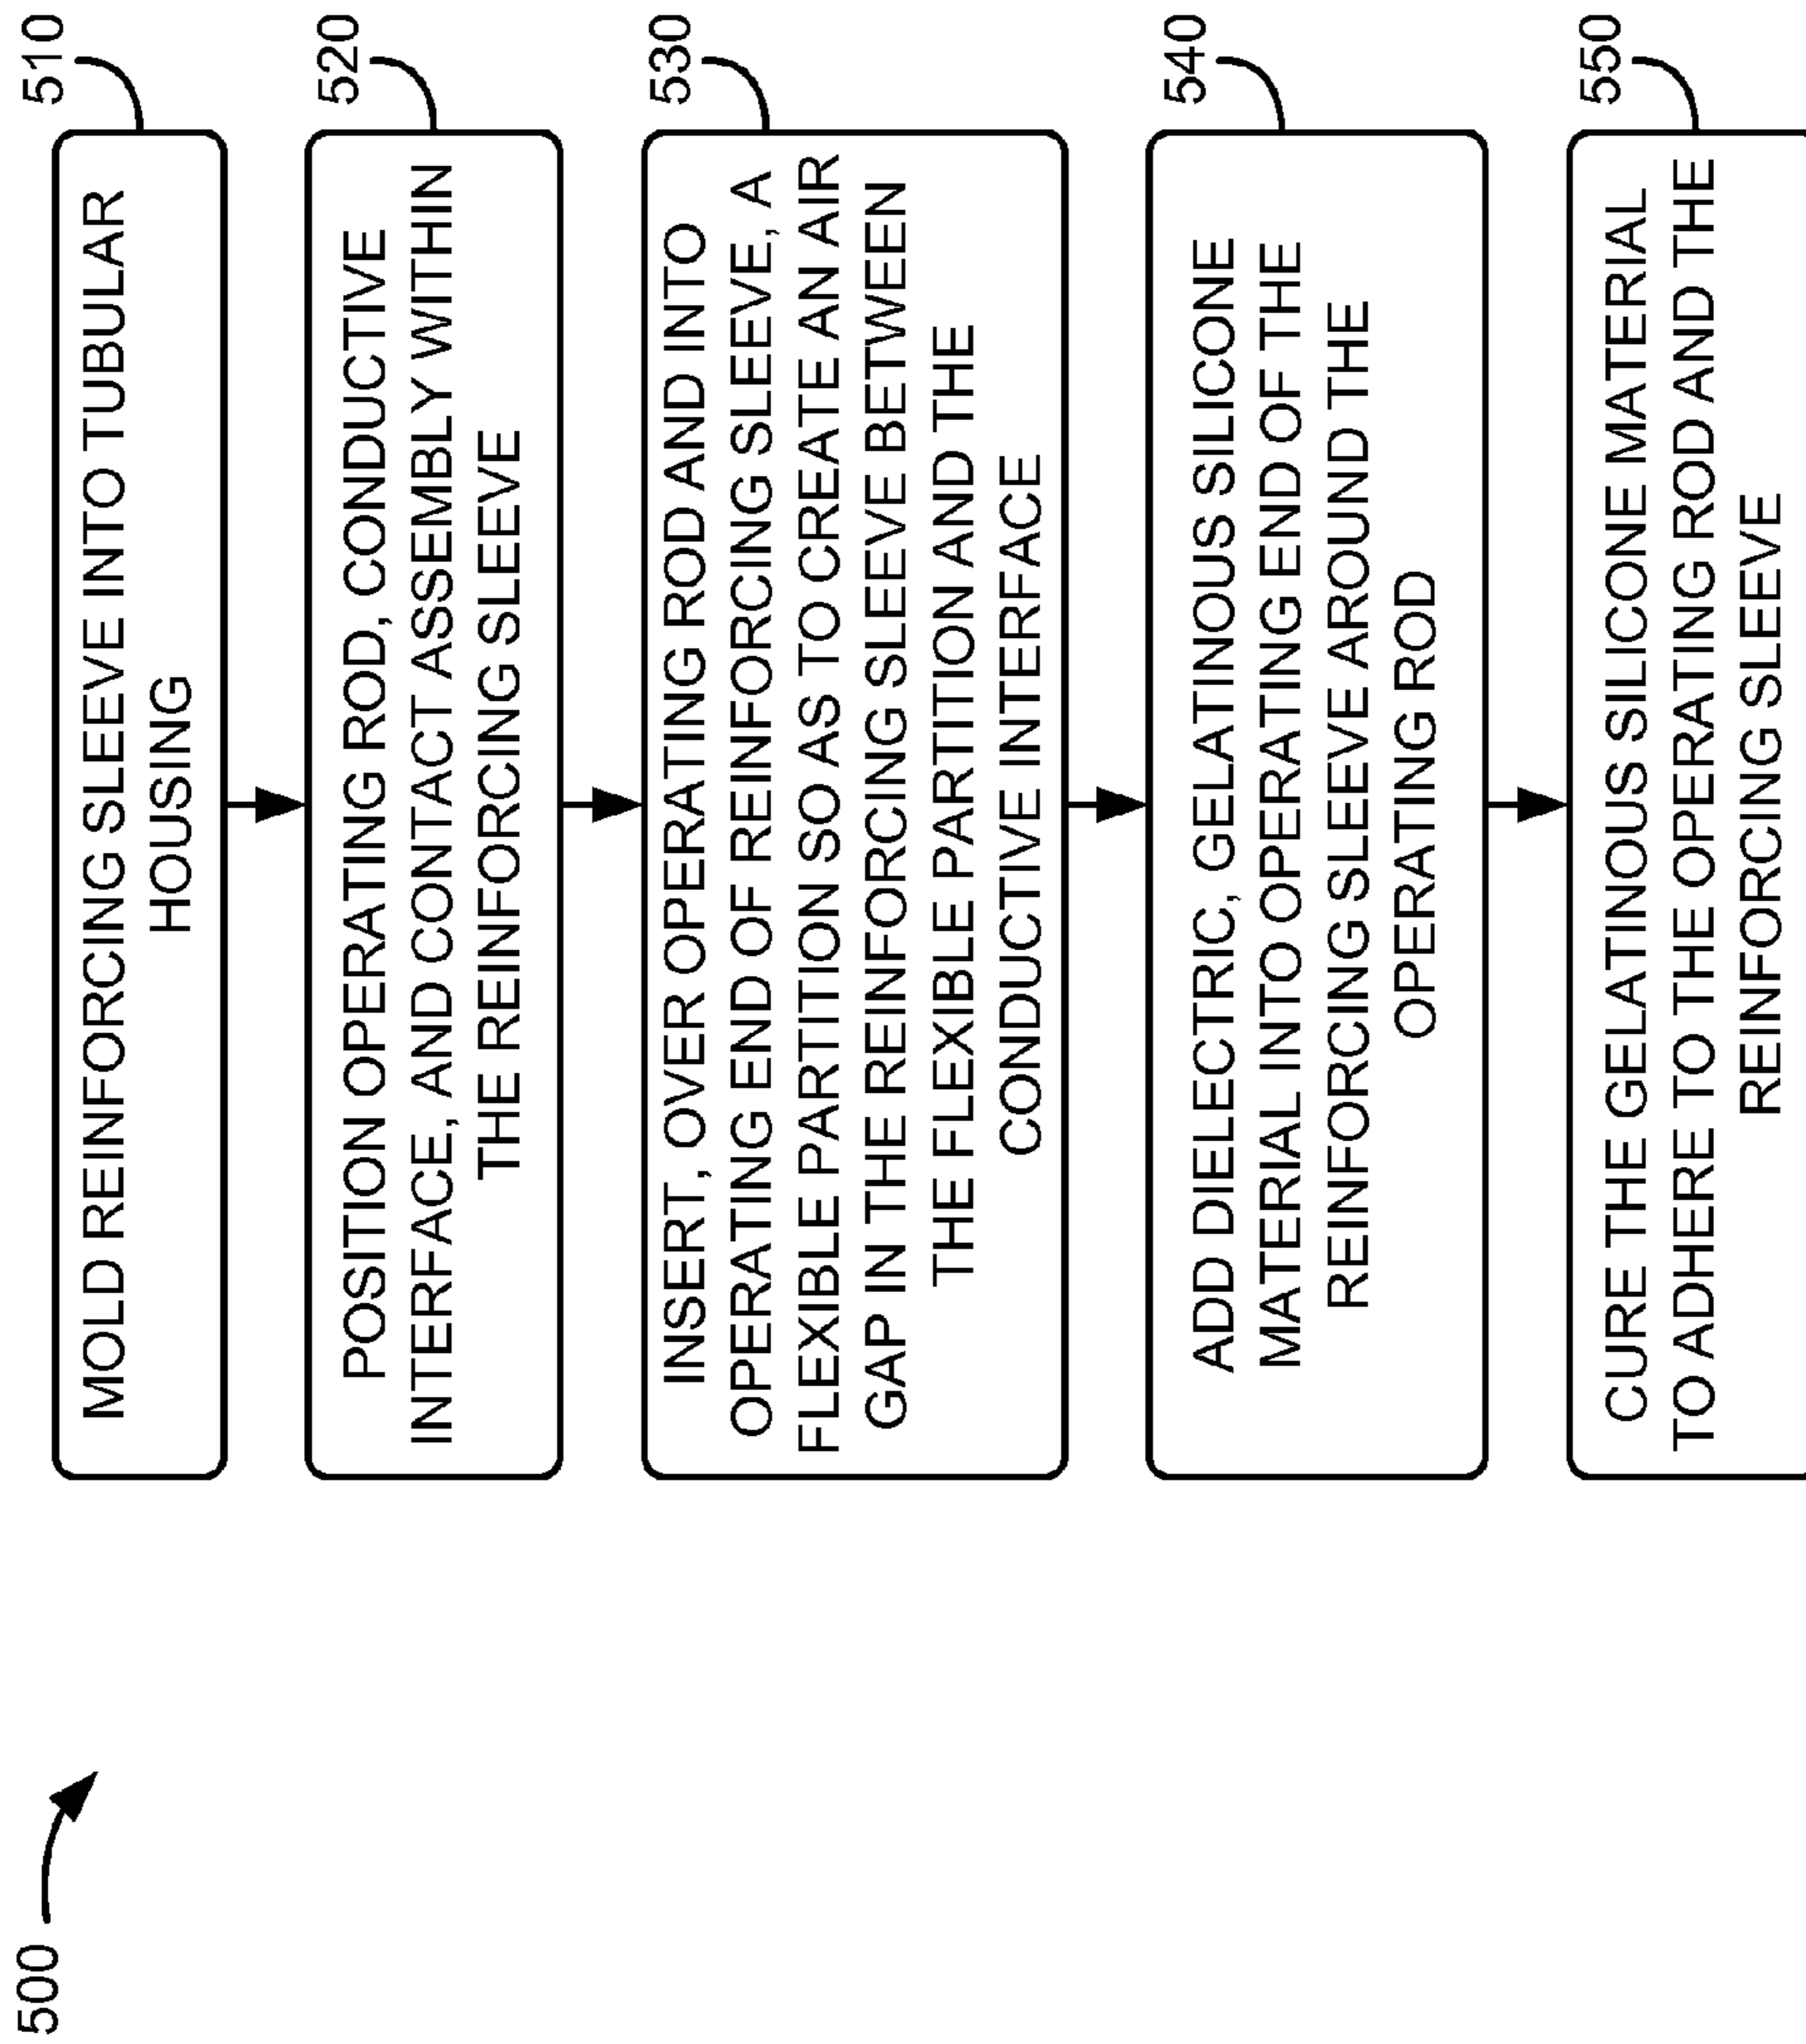 500
510
MOLD REINFORCING SLEEVE INTO TUBULAR
HOUSING
520
POSITION OPERATING ROD, CONDUCTIVE
INTERFACE, AND CONTACT ASSEMBLY WITHIN
THE REINFORCING SLEEVE
530
INSERT, OVER OPERATING ROD AND INTO
OPERATING END OF REINFORCING SLEEVE, A
FLEXIBLE PARTITION SO AS TO CREATE AN AIR
GAP IN THE REINFORCING SLEEVE BETWEEN
THE FLEXIBLE PARTITION AND THE
CONDUCTIVE INTERFACE
540
ADD DIELECTRIC, GELATINOUS SILICONE
MATERIAL INTO OPERATING END OF THE
REINFORCING SLEEVE AROUND THE
OPERATING ROD
550
CURE THE GELATINOUS SILICONE MATERIAL
TO ADHERE TO THE OPERATING ROD AND THE
REINFORCING SLEEVE